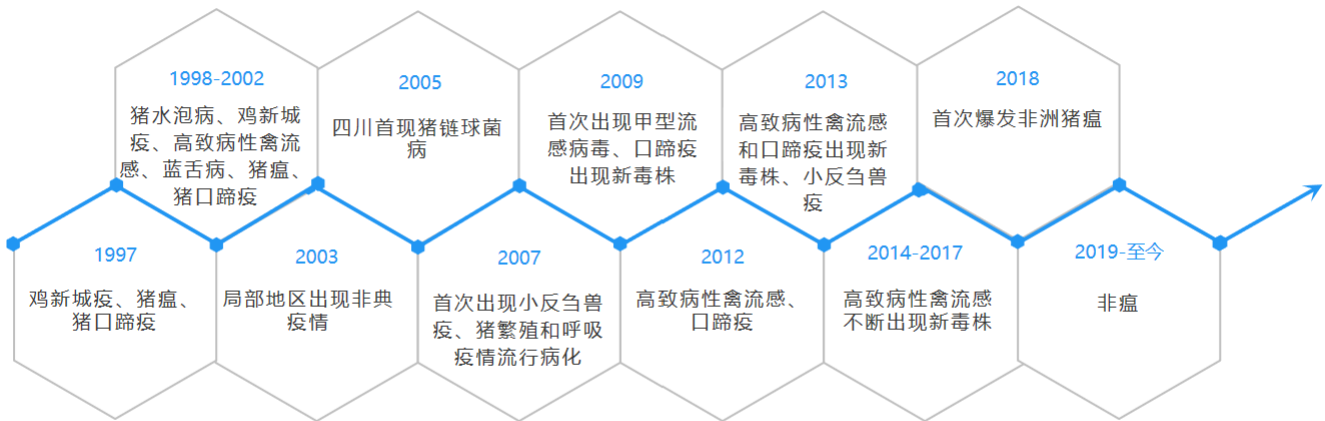 1998-2002
猪水泡病、鸡新城
疫、高致病性禽流
感、蓝舌病、猪瘟、
猪口蹄疫
2005
四川首现猪链球菌
病
2009
首次出现甲型流
感病毒、口蹄疫
出现新毒株
2013
高致病性禽流感
和口蹄疫出现新
毒株、小反刍兽
疫
2018
首次爆发非洲猪瘟
1997
鸡新城疫、猪瘟、
猪口蹄疫
2003
局部地区出现非典
疫情
2007
首次出现小反刍兽
疫、猪繁殖和呼吸
疫情流行病化
2012
高致病性禽流感、
口蹄疫
2014-2017
高致病性禽流感
不断出现新毒株
2019-至今
非瘟